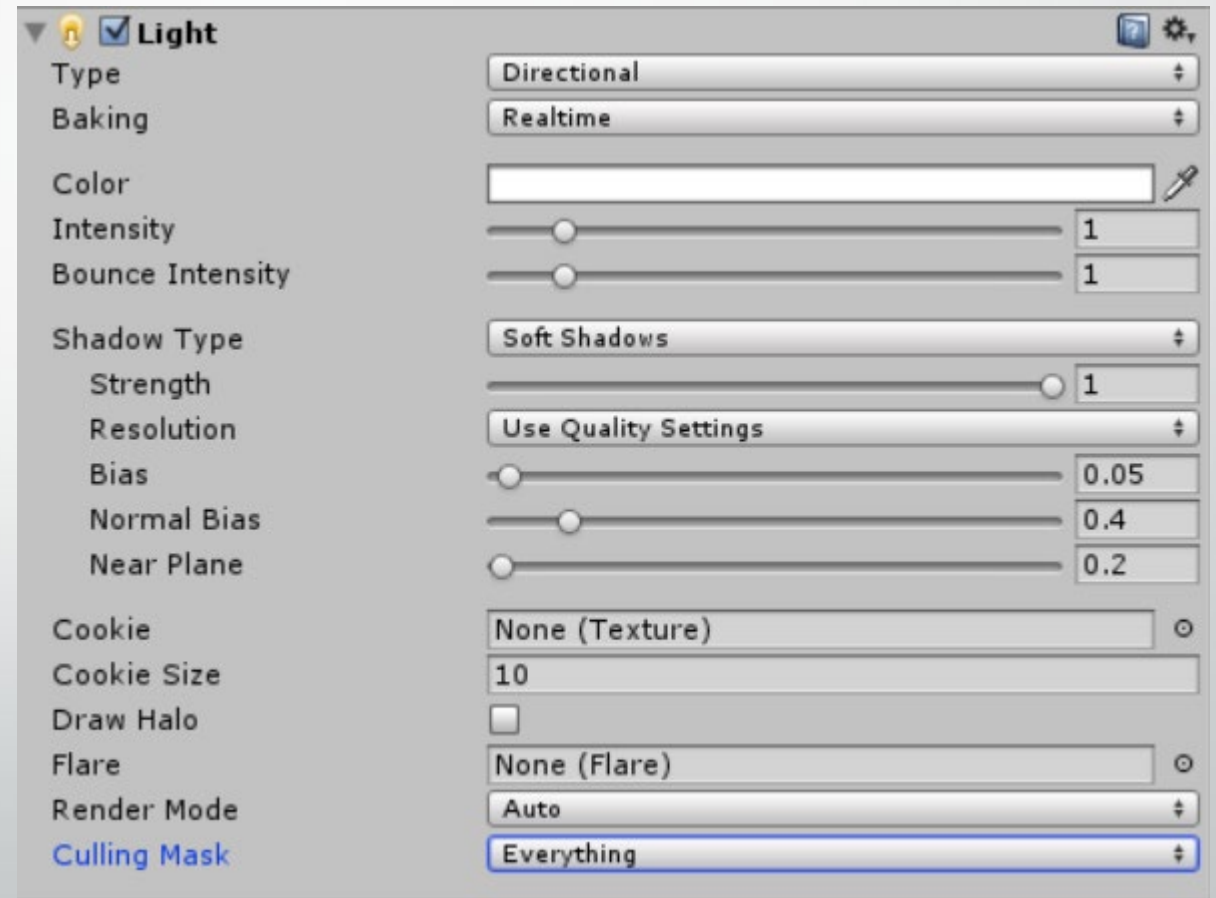 Light
Type Directional
Baking Realtime
Color
Intensity 1
Bounce Intensity 1
Shadow Type Soft Shadows
Strength 1
Resolution Use Quality Settings
Bias 0.05
Normal Bias 0.4
Near Plane 0.2
Cookie None (Texture)
Cookie Size 10
Draw Halo
Flare None (Flare)
Render Mode Auto
Culling Mask Everything